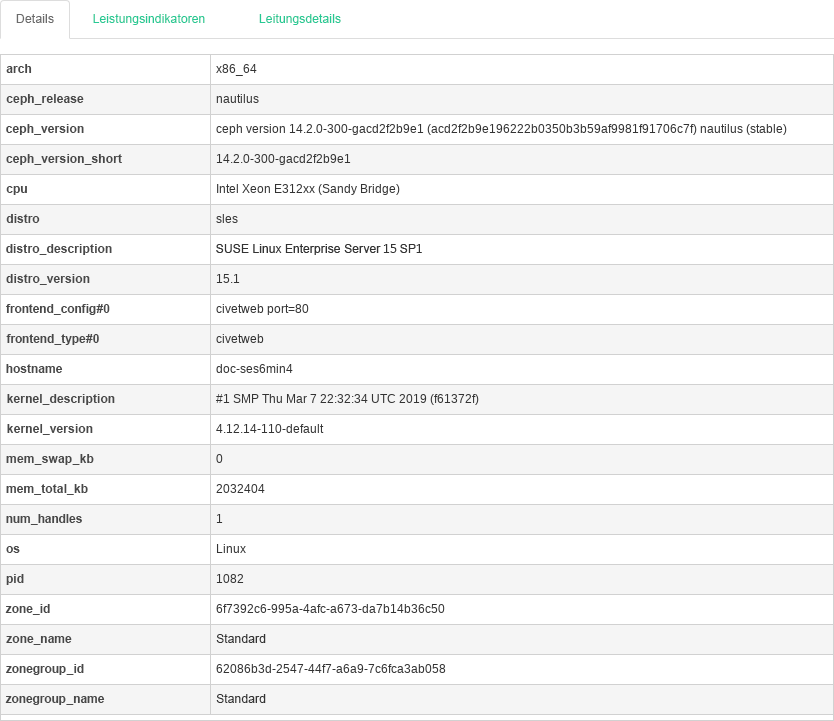 Details Leistungsindikatoren Leitungsdetails
arch x86_64
ceph_release nautilus
ceph_version ceph version 14.2.0-300-gacd2f2b9e1 (acd2f2b9e196222b0350b3b59af9981f91706c7f) nautilus (stable)
ceph_version_short 14.2.0-300-gacd2f2b9e1
cpu Intel Xeon E312xx (Sandy Bridge)
distro sles
distro_description SUSE Linux Enterprise Server 15 SP1
distro_version 15.1
frontend_config#0 civetweb port=80
frontend_type#0 civetweb
hostname doc-ses6min4
kernel_description #1 SMP Thu Mar 7 22:32:34 UTC 2019 (f61372f)
kernel_version 4.12.14-110-default
mem_swap_kb 0
mem_total_kb 2032404
num_handles 1
os Linux
pid 1082
zone_id 6f7392c6-995a-4afc-a673-da7b14b36c50
zone_name Standard
zonegroup_id 62086b3d-2547-44f7-a6a9-7c6fca3ab058
zonegroup_name Standard